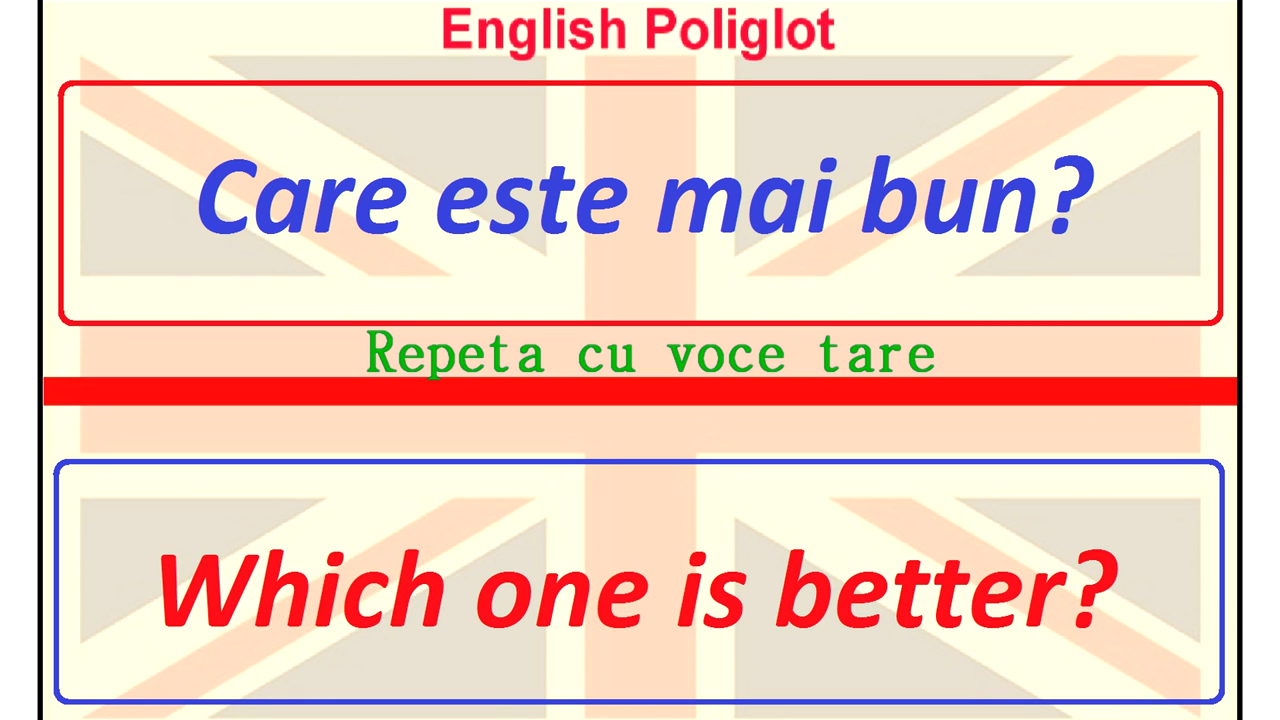 English Poliglot
Care este mai bun?
Repeta cu voce tare
Which one is better?